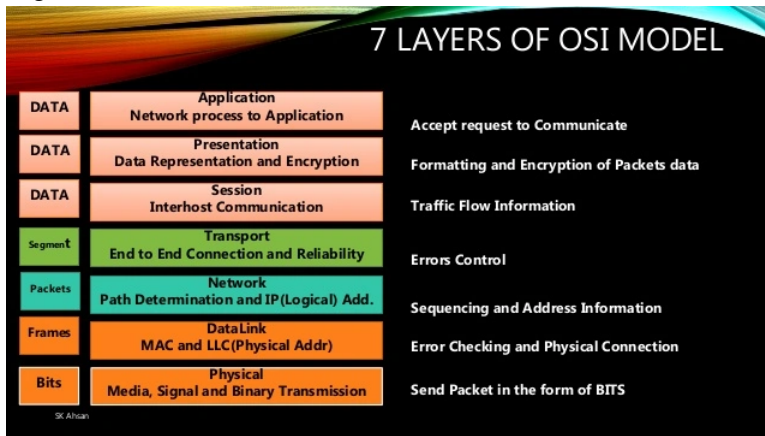 7 LAYERS OF OSI MODEL
DATA
Application
Network process to Application
Accept request to Communicate
DATA
Presentation
Data Representation and Encryption
Formatting and Encryption of Packets data
DATA
Session
Interhost Communication
Traffic Flow Information
Segment
Transport
End to End Connection and Reliability
Errors Control
Packets
Network
Path Determination and IP(Logical) Add.
Sequencing and Address Information
Frames
DataLink
MAC and LLC(Physical Addr)
Error Checking and Physical Connection
Bits
Physical
Media, Signal and Binary Transmission
Send Packet in the form of BITS
SK Ahsan